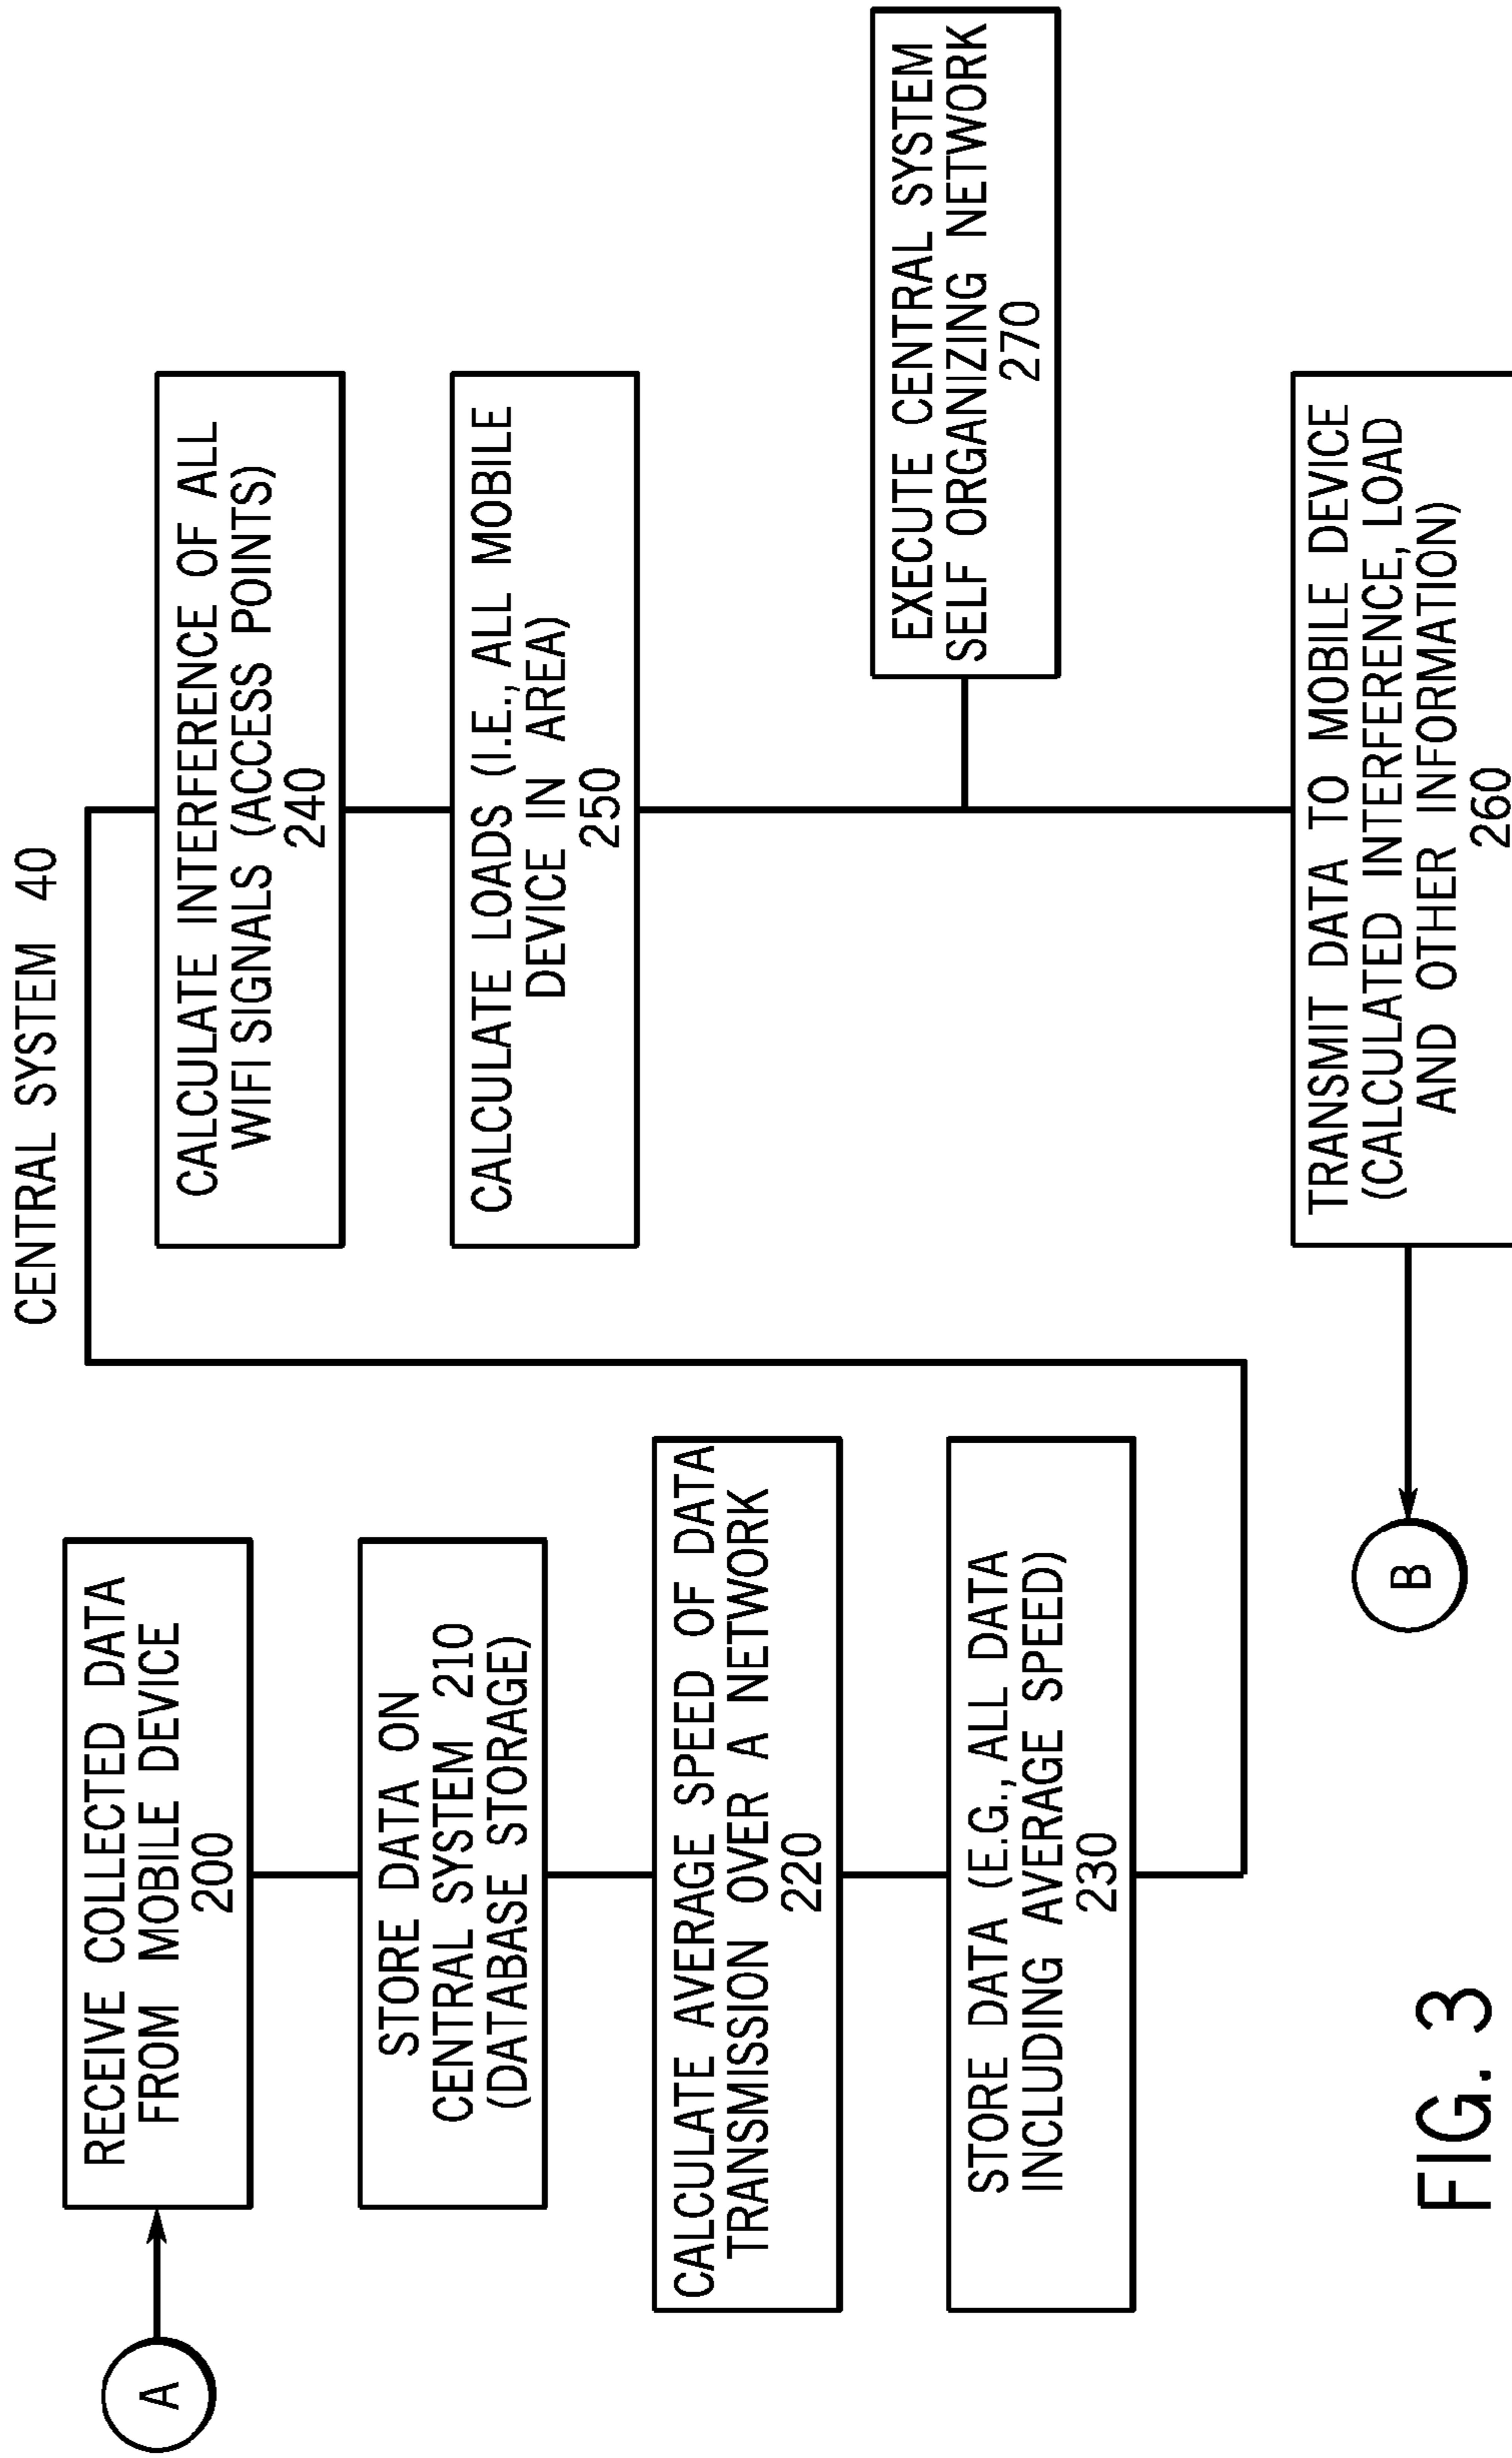 CENTRAL SYSTEM 40
A
RECEIVE COLLECTED DATA
FROM MOBILE DEVICE
200
STORE DATA ON
CENTRAL SYSTEM 210
(DATABASE STORAGE)
CALCULATE AVERAGE SPEED OF DATA
TRANSMISSION OVER A NETWORK
220
STORE DATA (E.G., ALL DATA
INCLUDING AVERAGE SPEED)
230
CALCULATE INTERFERENCE OF ALL
WIFI SIGNALS (ACCESS POINTS)
240
CALCULATE LOADS (I.E., ALL MOBILE
DEVICE IN AREA)
250
EXECUTE CENTRAL SYSTEM
SELF ORGANIZING NETWORK
270
TRANSMIT DATA TO MOBILE DEVICE
(CALCULATED INTERFERENCE, LOAD
AND OTHER INFORMATION)
260
B
FIG. 3